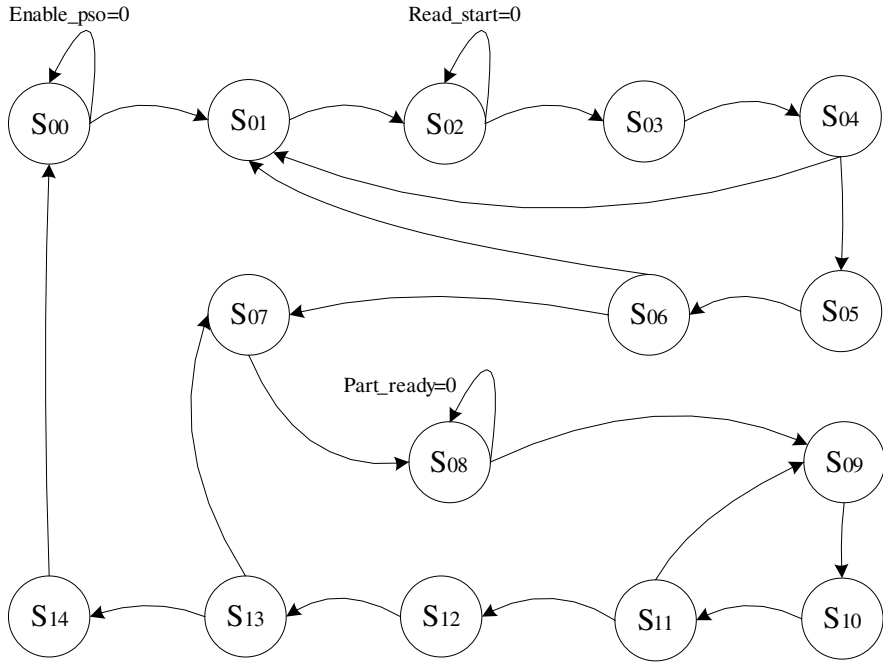 Enable_pso=0
Read_start=0
S00
S01
S02
S03
S04
S07
S06
S05
Part_ready=0
S08
S09
S14
S13
S12
S11
S10